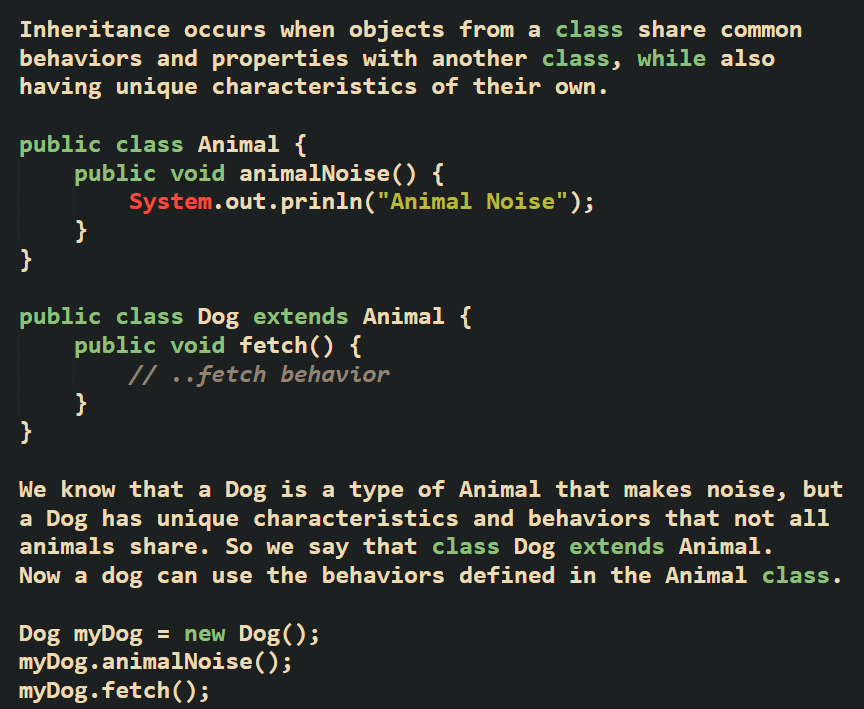 Inheritance occurs when objects from a class share common
behaviors and properties with another class, while also
having unique characteristics of their own.
public class Animal {
public void animalNoise() {
System.out.prinln("Animal Noise");
}
}
public class Dog extends Animal {
public void fetch() {
// ..fetch behavior
}
}
We know that a Dog is a type of Animal that makes noise, but
a Dog has unique characteristics and behaviors that not all
animals share. So we say that class Dog extends Animal.
Now a dog can use the behaviors defined in the Animal class.
Dog myDog = new Dog();
myDog.animalNoise();
myDog.fetch();